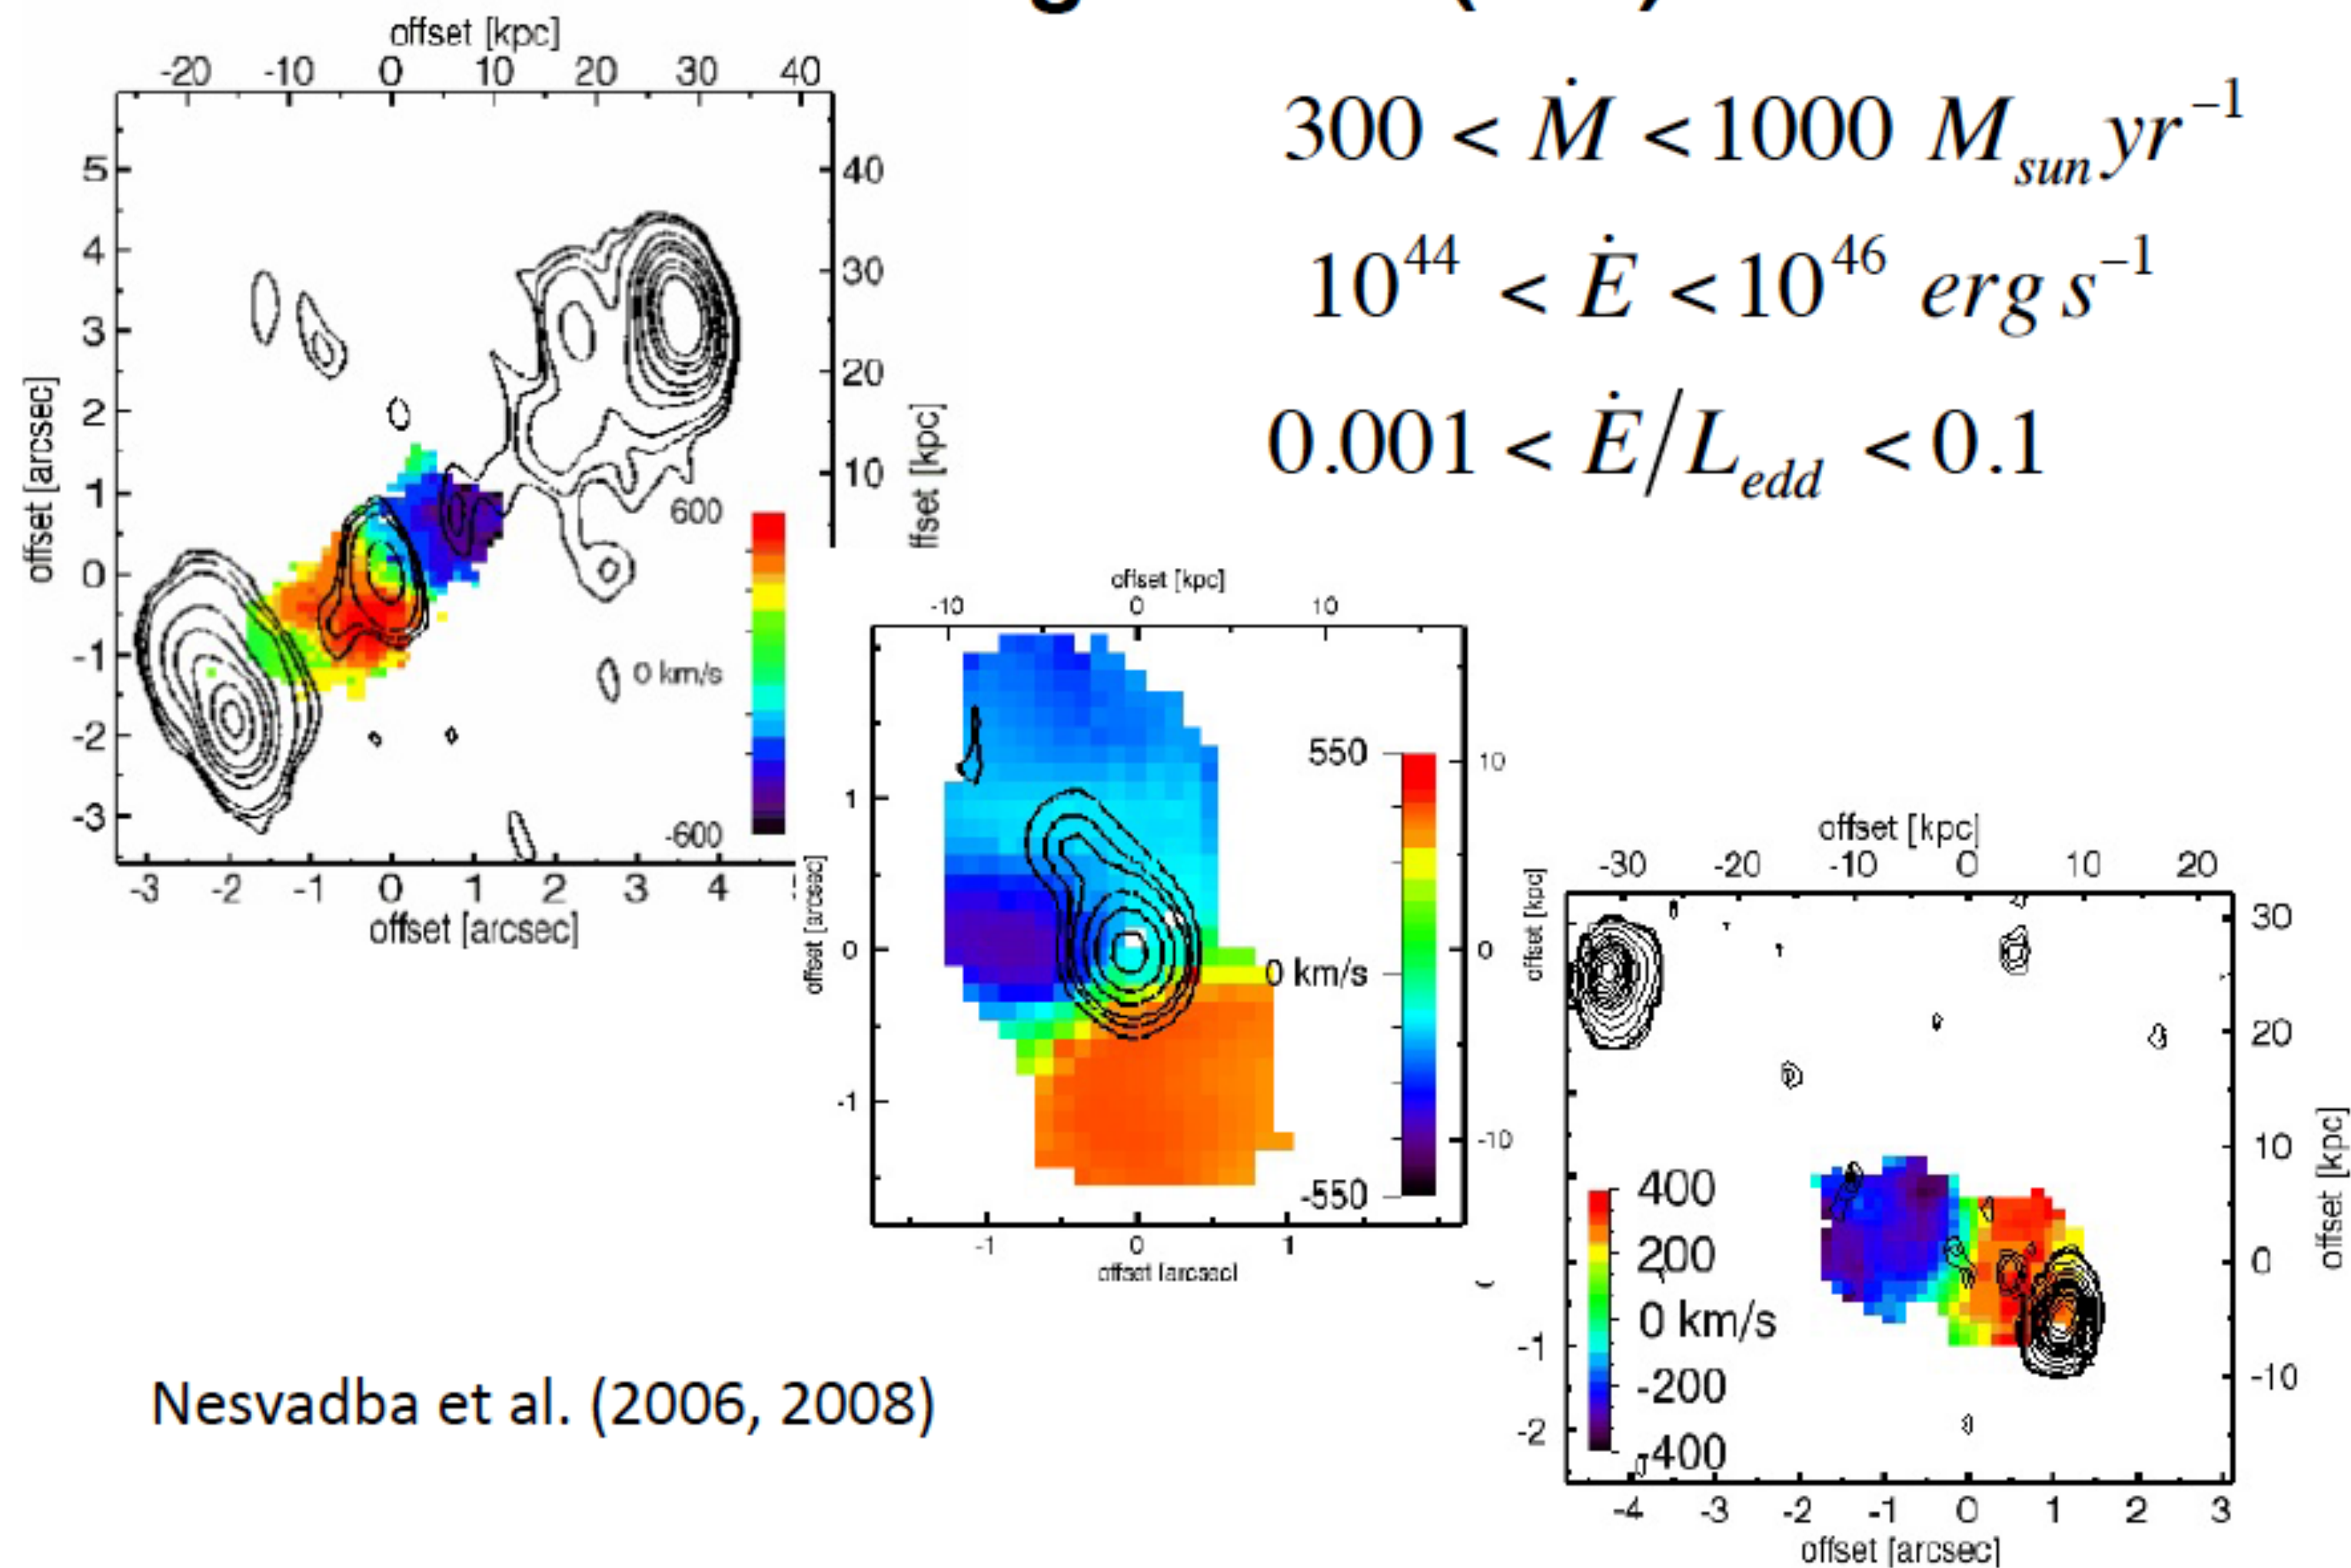 offset [kpc]
-20 -10 0 10 20 30 40
300 < Ṁ < 1000 M_sun yr^−1
10^44 < Ė < 10^46 erg s^−1
0.001 < Ė/L_edd < 0.1
5
4
3
2
1
0
-1
-2
-3
offset [arcsec]
40
30
20
10
ffset [kpc]
600
0 km/s
-600
-3 -2 -1 0 1 2 3 4
offset [arcsec]
offset [kpc]
-10 0 10
1
0
-1
offset [arcsec]
550
0 km/s
-550
10
0
-10
-1 0 1
offset [arcsec]
offset [kpc]
-30 -20 -10 0 10 20
offset [kpc]
30
20
10
0
-10
offset [kpc]
400
200
0 km/s
-200
-400
-1
-2
-4 -3 -2 -1 0 1 2 3
offset [arcsec]
Nesvadba et al. (2006, 2008)